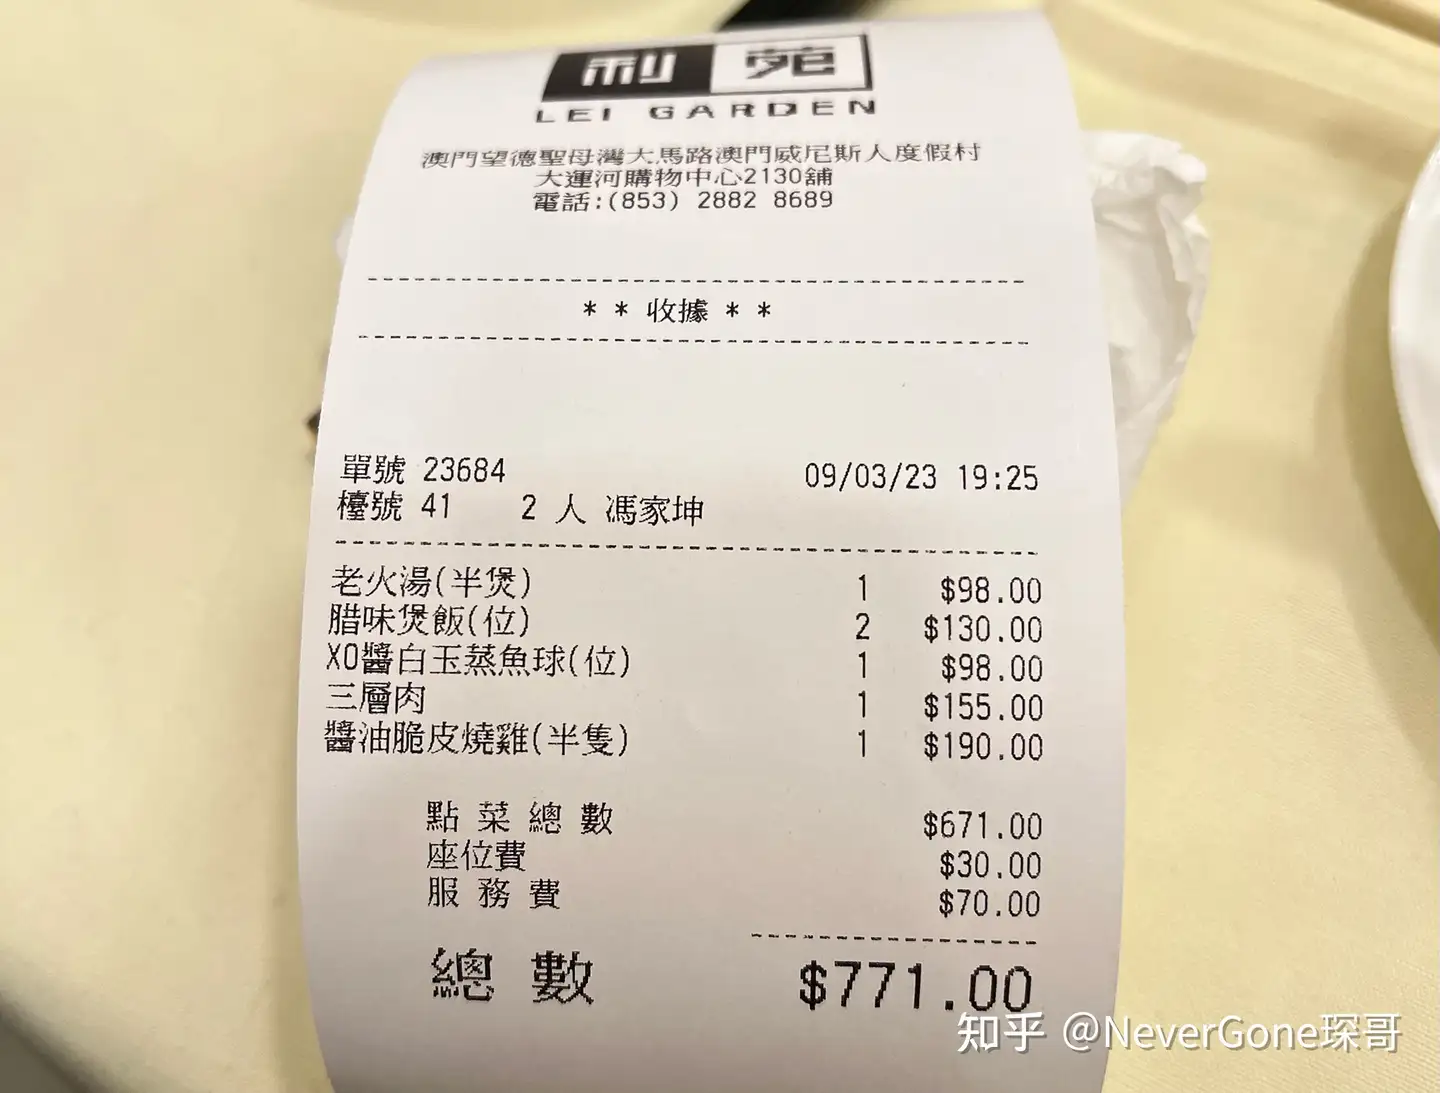 利苑
LEI GARDEN
澳門望德聖母灣大馬路澳門威尼斯人度假村
大運河購物中心2130舖
電話:(853) 2882 8689
* * 收據 * *
單號 23684 09/03/23 19:25
檯號 41 2 人 馮家坤
老火湯(半煲) 1 $98.00
腊味煲飯(位) 2 $130.00
XO醬白玉蒸魚球(位) 1 $98.00
三層肉 1 $155.00
醬油脆皮燒雞(半隻) 1 $190.00
點菜總數 $671.00
座位費 $30.00
服務費 $70.00
總數 $771.00
知乎 @NeverGone琛哥